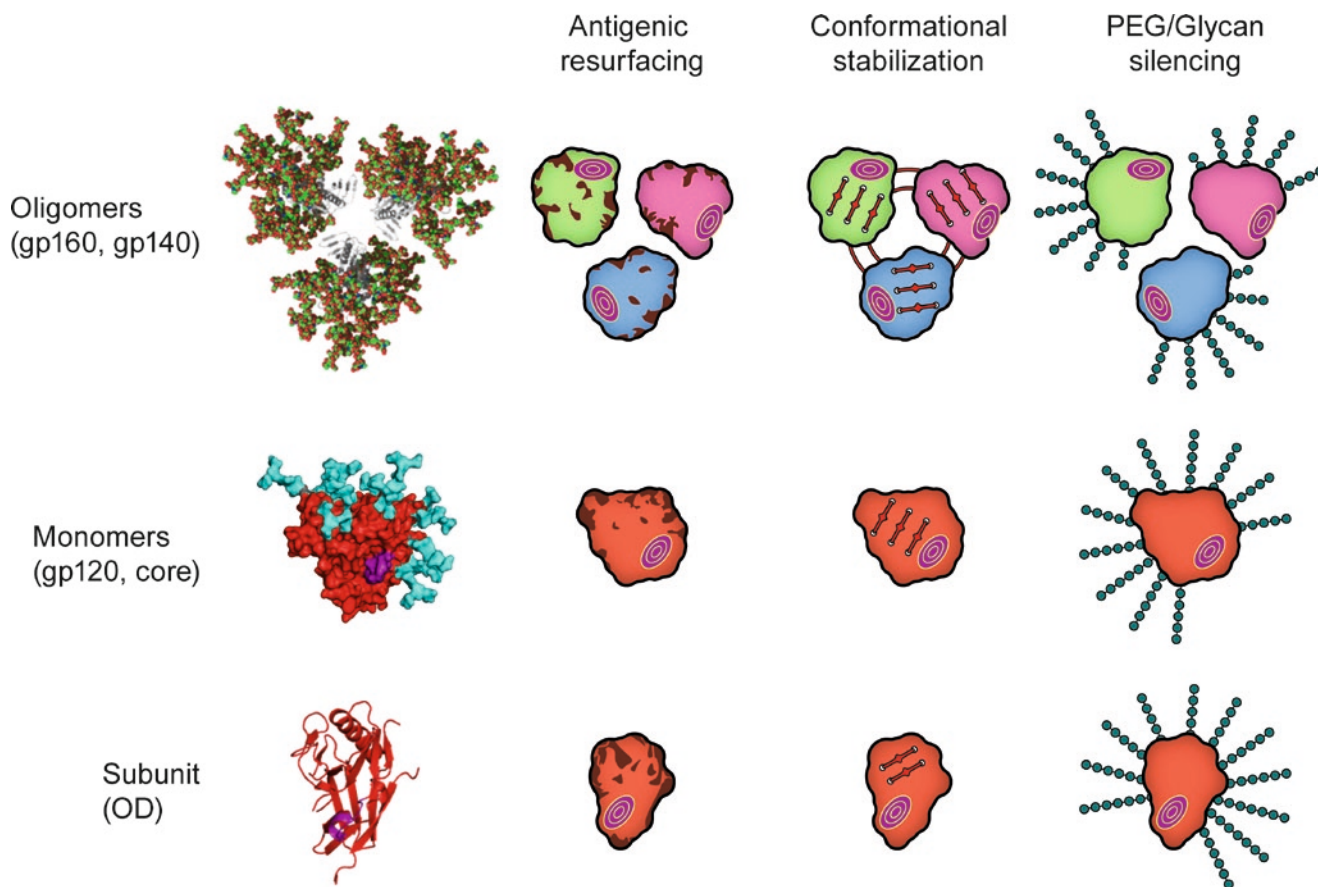 Antigenic
resurfacing
Conformational
stabilization
PEG/Glycan
silencing
Oligomers
(gp160, gp140)
Monomers
(gp120, core)
Subunit
(OD)